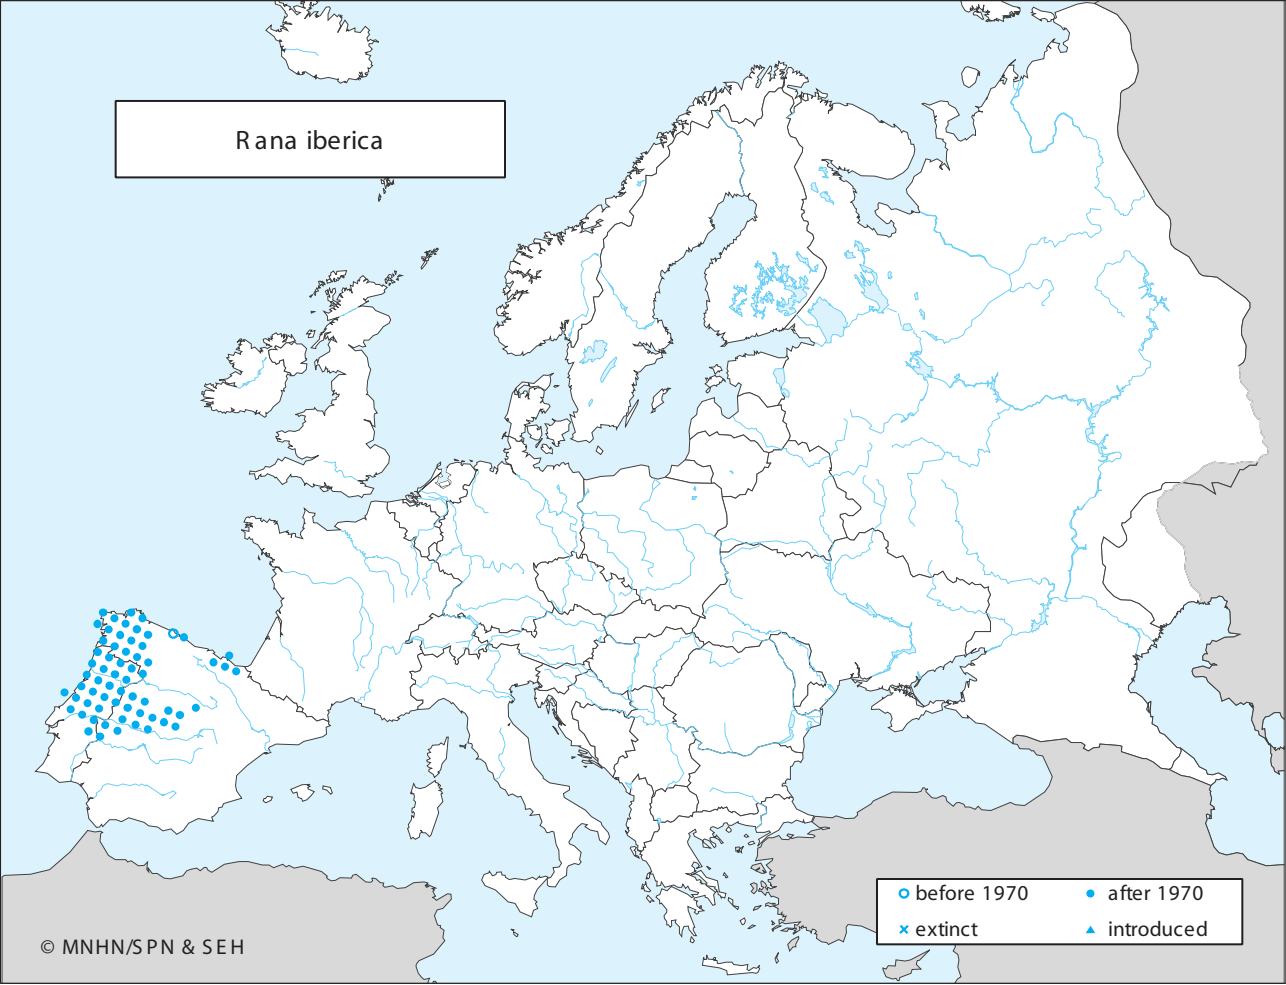 Rana iberica
before 1970
after 1970
extinct
introduced
© MNHN/SPN & SEH